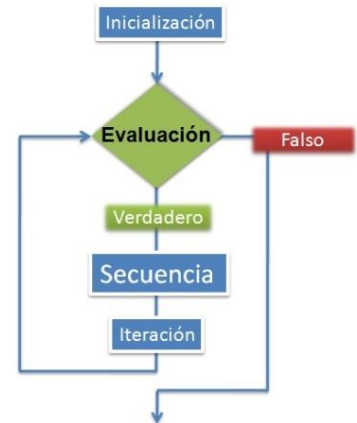 Inicialización
Evaluación
Falso
Verdadero
Secuencia
Iteración